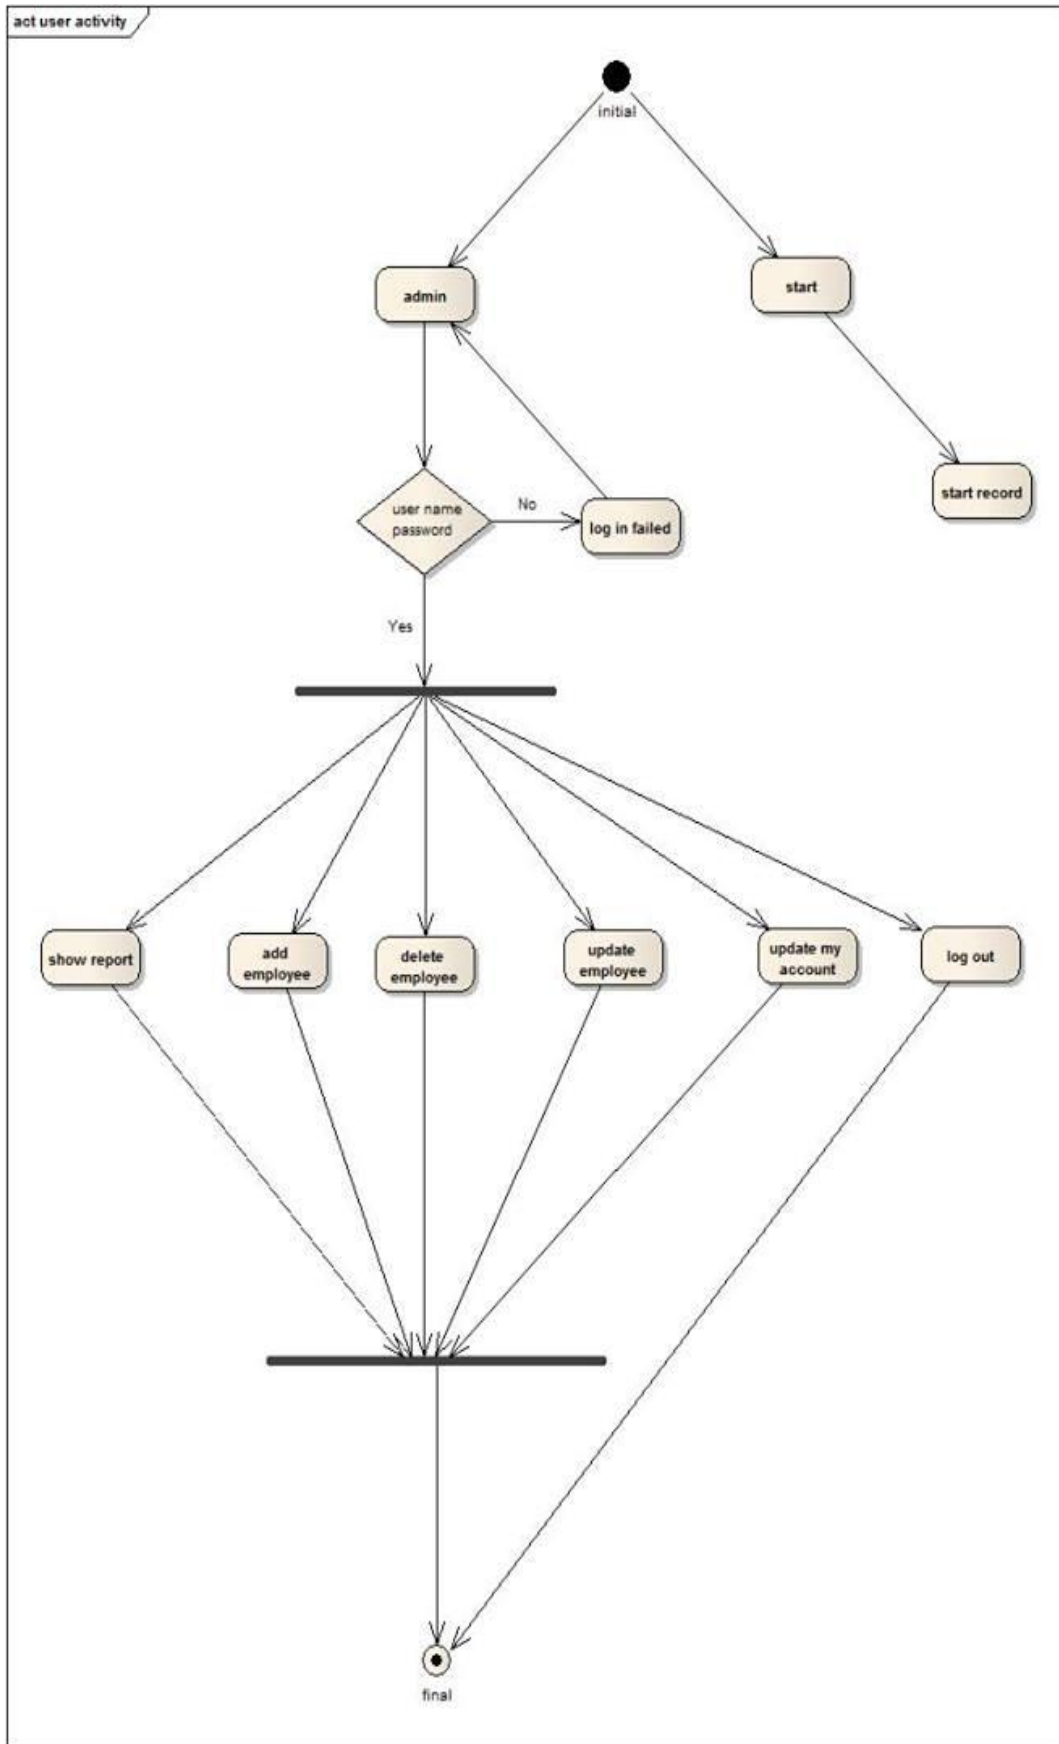 act user activity
initial
admin
start
start record
user name
password
No
log in failed
Yes
show report
add
employee
delete
employee
update
employee
update my
account
log out
final